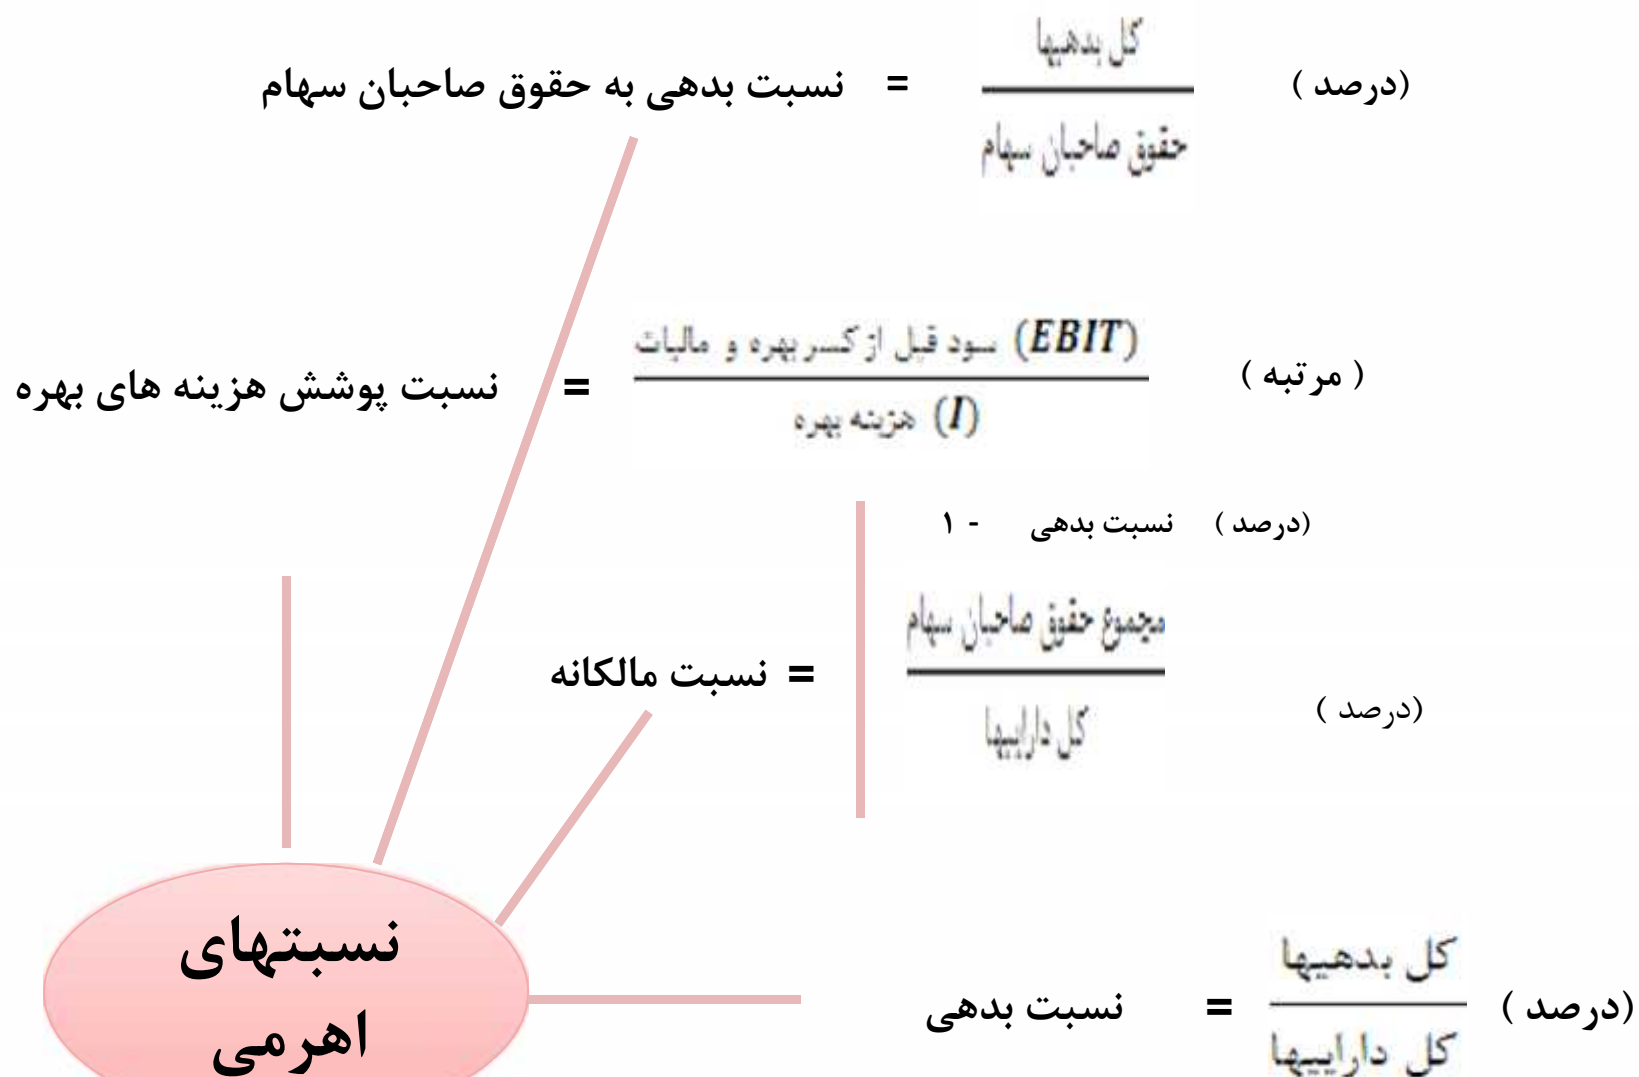 نسبت بدهی به حقوق صاحبان سهام = کل بدهیها (درصد )
حقوق صاحبان سهام
نسبت پوشش هزینه های بهره = (EBIT) سود قبل از کسر بهره و مالیات ( مرتبه )
(I) هزینه بهره
(درصد ) نسبت بدهی - ۱
نسبت مالکانه = مجموع حقوق صاحبان سهام (درصد )
کل داراییها
نسبت بدهی = کل بدهیها (درصد )
کل داراییها
نسبتهای
اهرمی